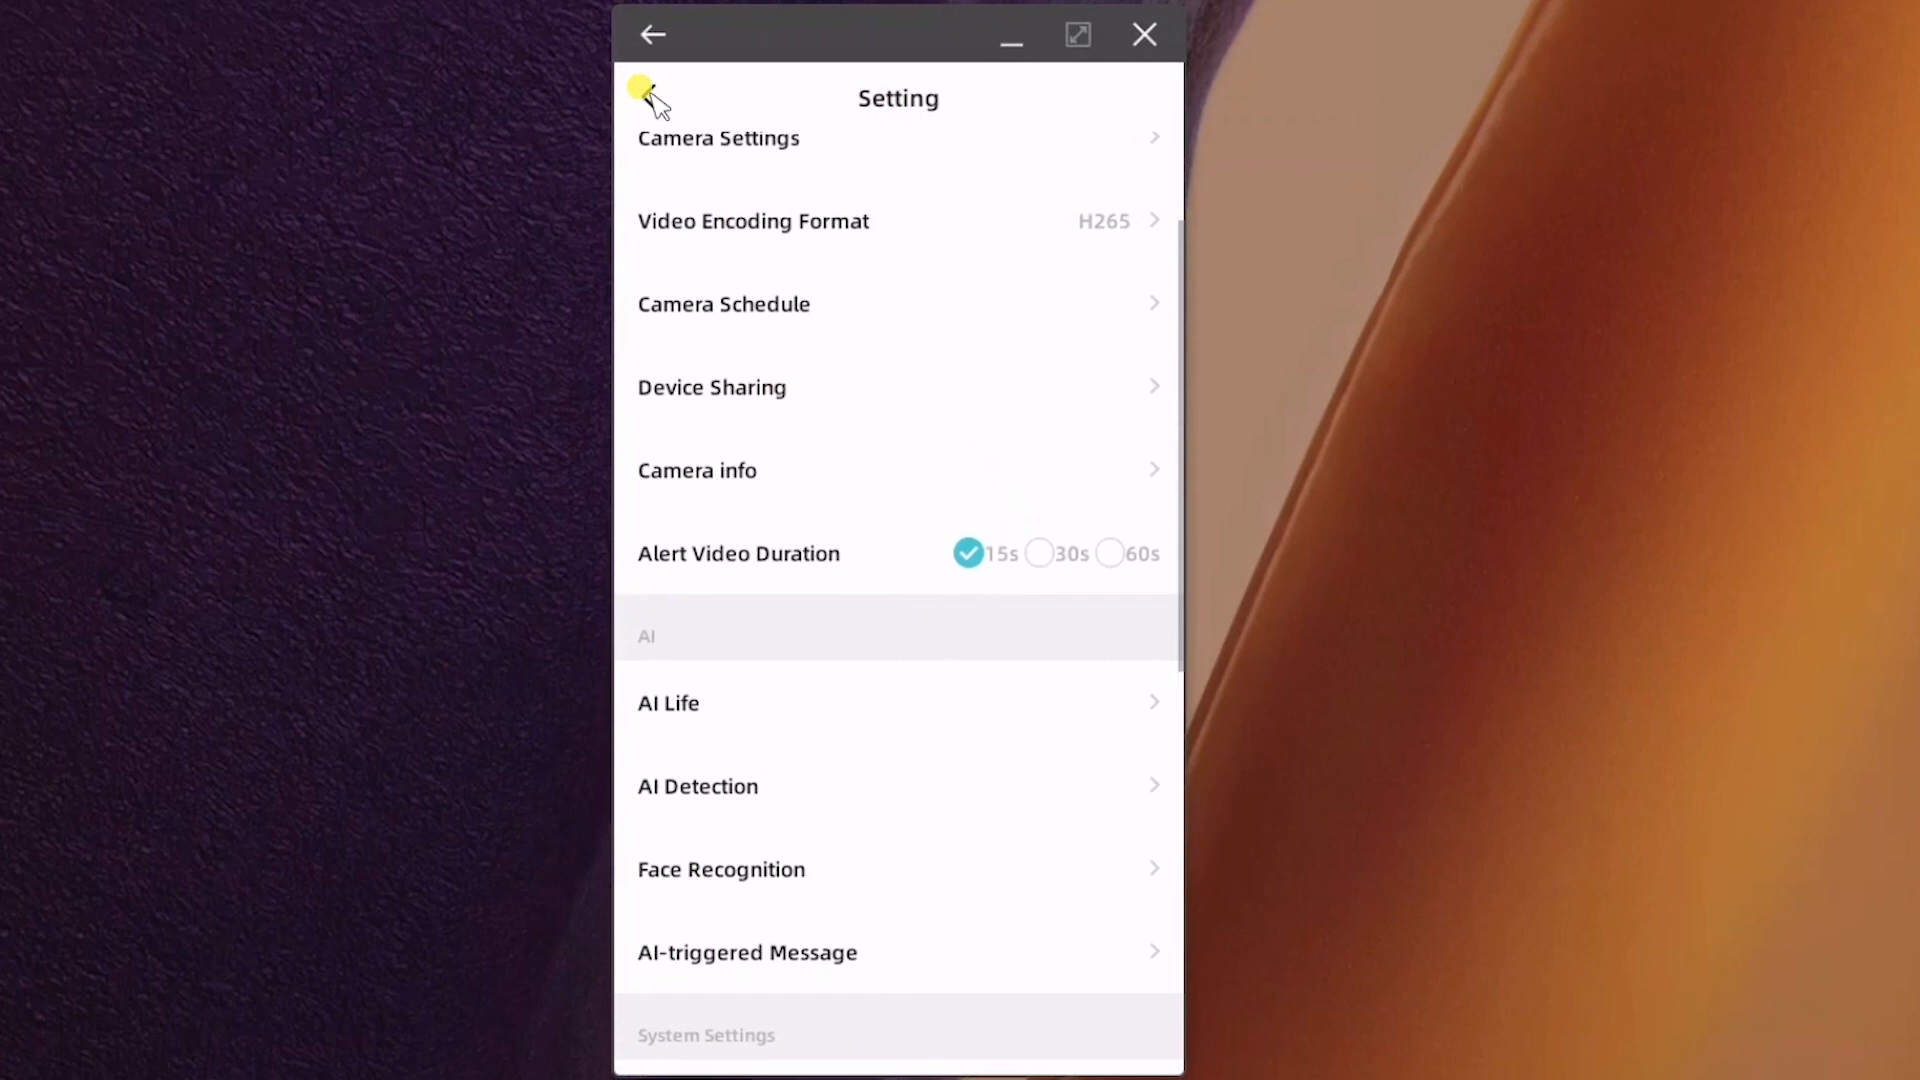 Setting
Camera Settings
Video Encoding Format H265
Camera Schedule
Device Sharing
Camera info
Alert Video Duration 15s 30s 60s
AI
AI Life
AI Detection
Face Recognition
AI-triggered Message
System Settings